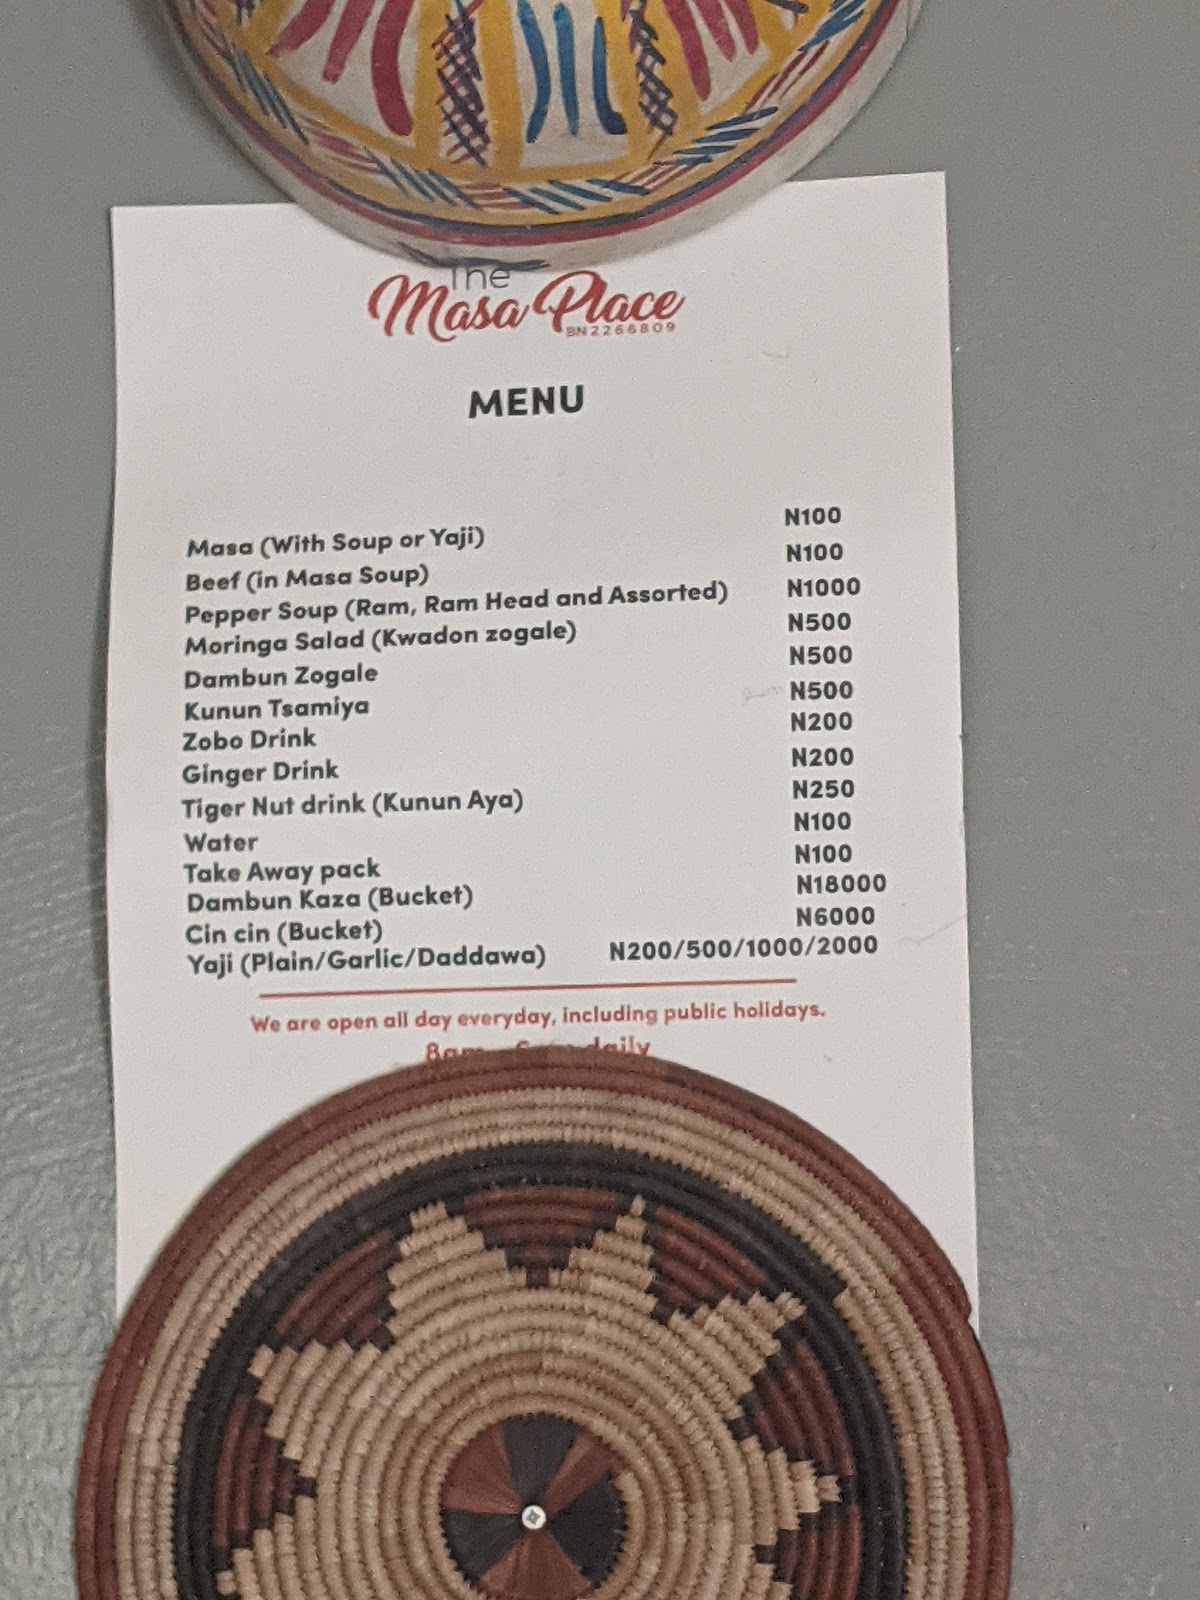 The
Masa Place
BN2266809
MENU
Masa (With Soup or Yaji) N100
Beef (in Masa Soup) N100
Pepper Soup (Ram, Ram Head and Assorted) N1000
Moringa Salad (Kwadon zogale) N500
Dambun Zogale N500
Kunun Tsamiya N500
Zobo Drink N200
Ginger Drink N200
Tiger Nut drink (Kunun Aya) N250
Water N100
Take Away pack N100
Dambun Kaza (Bucket) N18000
Cin cin (Bucket) N6000
Yaji (Plain/Garlic/Daddawa) N200/500/1000/2000
We are open all day everyday, including public holidays.
8am daily